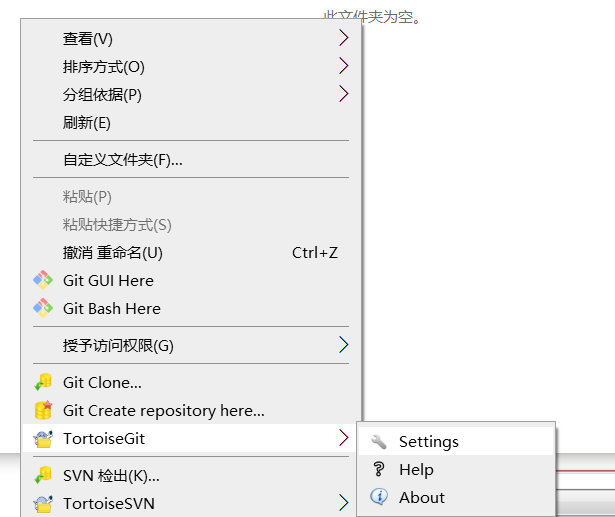 此文件夹为空。
查看(V)
排序方式(O)
分组依据(P)
刷新(E)
自定义文件夹(F)...
粘贴(P)
粘贴快捷方式(S)
撤消 重命名(U) Ctrl+Z
Git GUI Here
Git Bash Here
授予访问权限(G)
Git Clone...
Git Create repository here...
TortoiseGit
Settings
Help
About
SVN 检出(K)...
TortoiseSVN